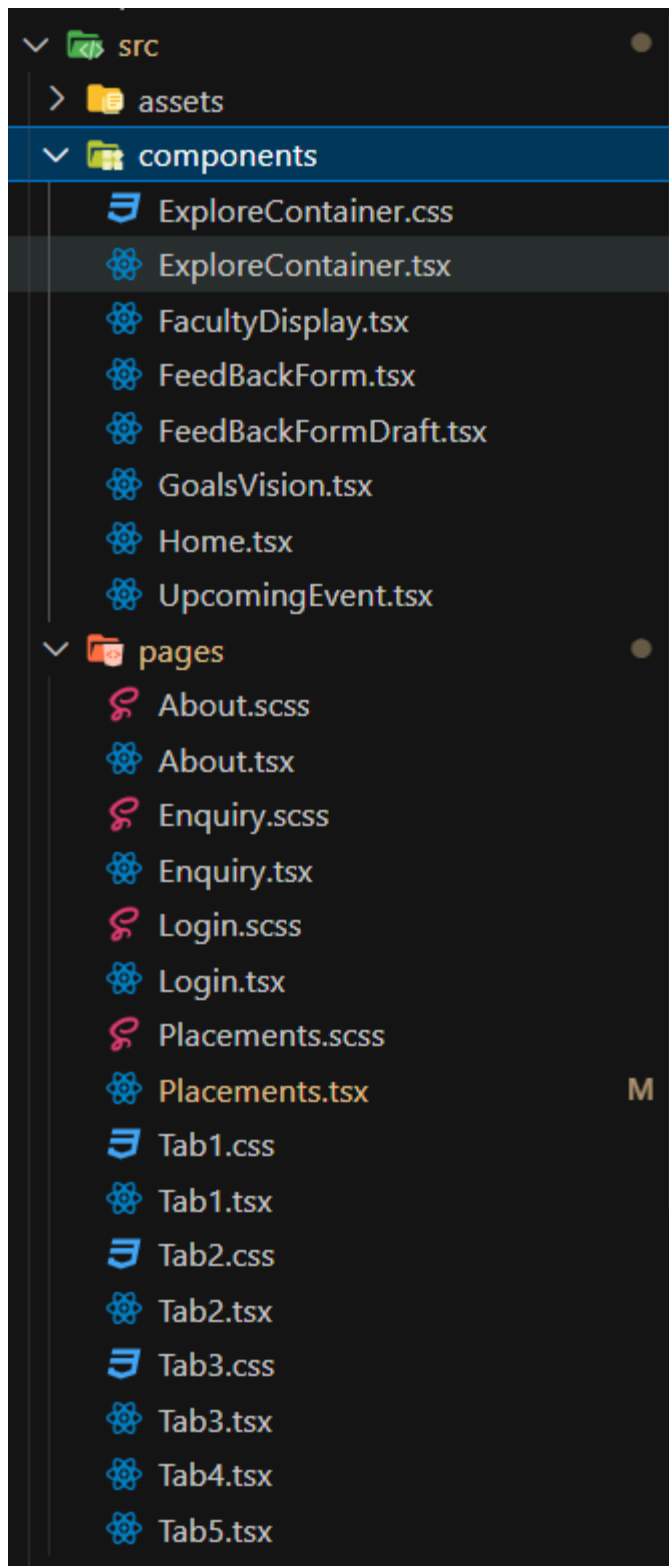 src
assets
components
ExploreContainer.css
ExploreContainer.tsx
FacultyDisplay.tsx
FeedBackForm.tsx
FeedBackFormDraft.tsx
GoalsVision.tsx
Home.tsx
UpcomingEvent.tsx
pages
About.scss
About.tsx
Enquiry.scss
Enquiry.tsx
Login.scss
Login.tsx
Placements.scss
Placements.tsx M
Tab1.css
Tab1.tsx
Tab2.css
Tab2.tsx
Tab3.css
Tab3.tsx
Tab4.tsx
Tab5.tsx